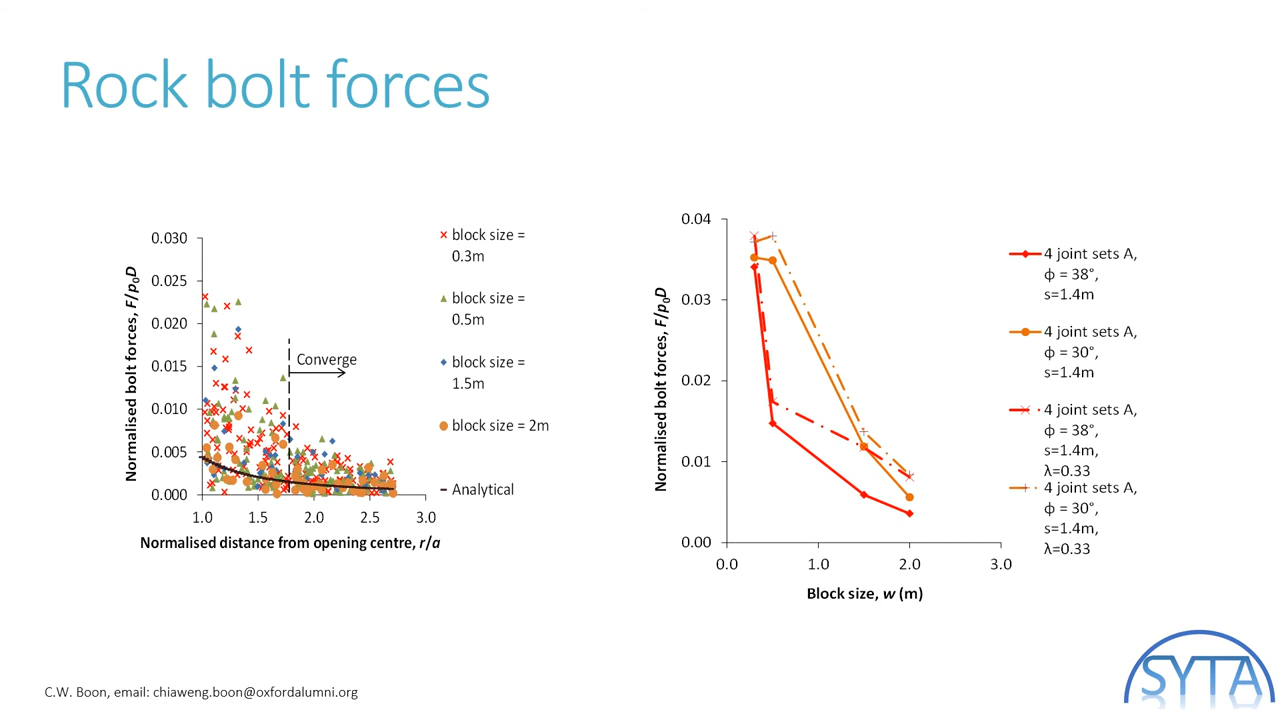 Rock bolt forces
Normalised bolt forces, F/p₀D
0.030
0.025
0.020
0.015
0.010
0.005
0.000
1.0 1.5 2.0 2.5 3.0
Normalised distance from opening centre, r/a
Converge
block size =
0.3m
block size =
0.5m
block size =
1.5m
block size = 2m
Analytical
Normalised bolt forces, F/p₀D
0.04
0.03
0.02
0.01
0.00
0.0 1.0 2.0 3.0
Block size, w (m)
4 joint sets A,
ϕ = 38°,
s=1.4m
4 joint sets A,
ϕ = 30°,
s=1.4m
4 joint sets A,
ϕ = 38°,
s=1.4m,
λ=0.33
4 joint sets A,
ϕ = 30°,
s=1.4m,
λ=0.33
C.W. Boon, email: chiaweng.boon@oxfordalumni.org
SYTA